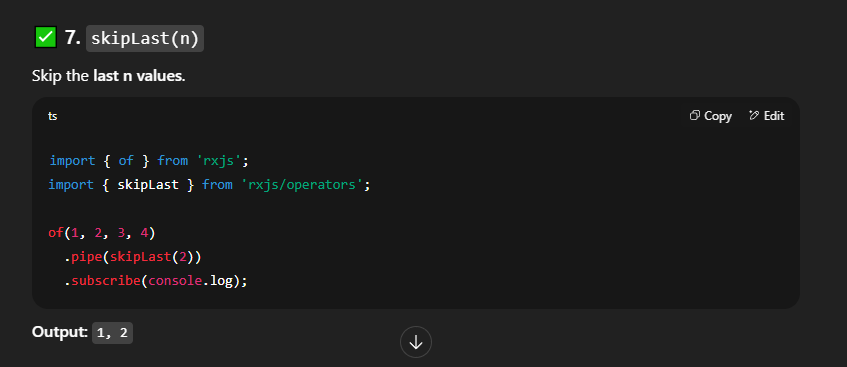 ✅ 7. skipLast(n)
Skip the last n values.
ts
Copy Edit
import { of } from 'rxjs';
import { skipLast } from 'rxjs/operators';
of(1, 2, 3, 4)
.pipe(skipLast(2))
.subscribe(console.log);
Output: 1, 2